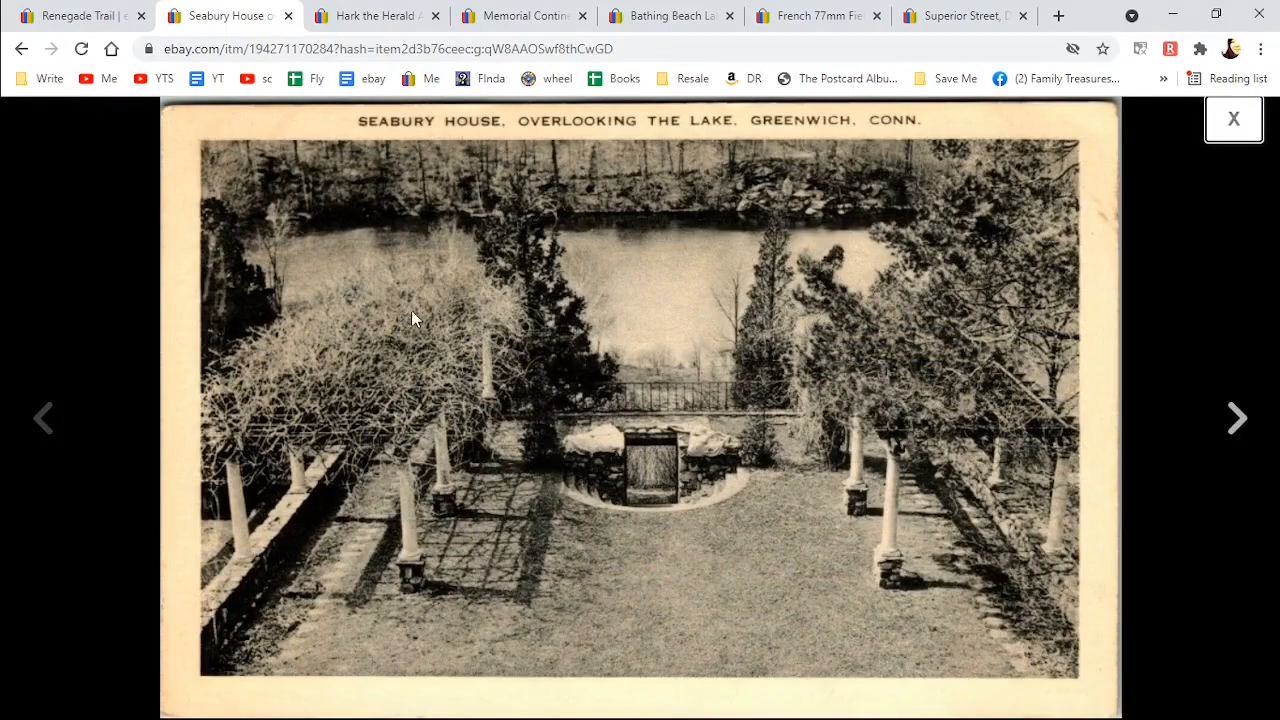 Renegade Trail | e
Seabury House o
Hark the Herald A
Memorial Contine
Bathing Beach La
French 77mm Fie
Superior Street, D
ebay.com/itm/194271170284?hash=item2d3b76ceec:g:qW8AAOSwf8thCwGD
Write
Me
YTS
YT
sc
Fly
ebay
Me
FInda
wheel
Books
Resale
DR
The Postcard Albu...
Save Me
(2) Family Treasures...
»
Reading list
SEABURY HOUSE, OVERLOOKING THE LAKE, GREENWICH, CONN.
X